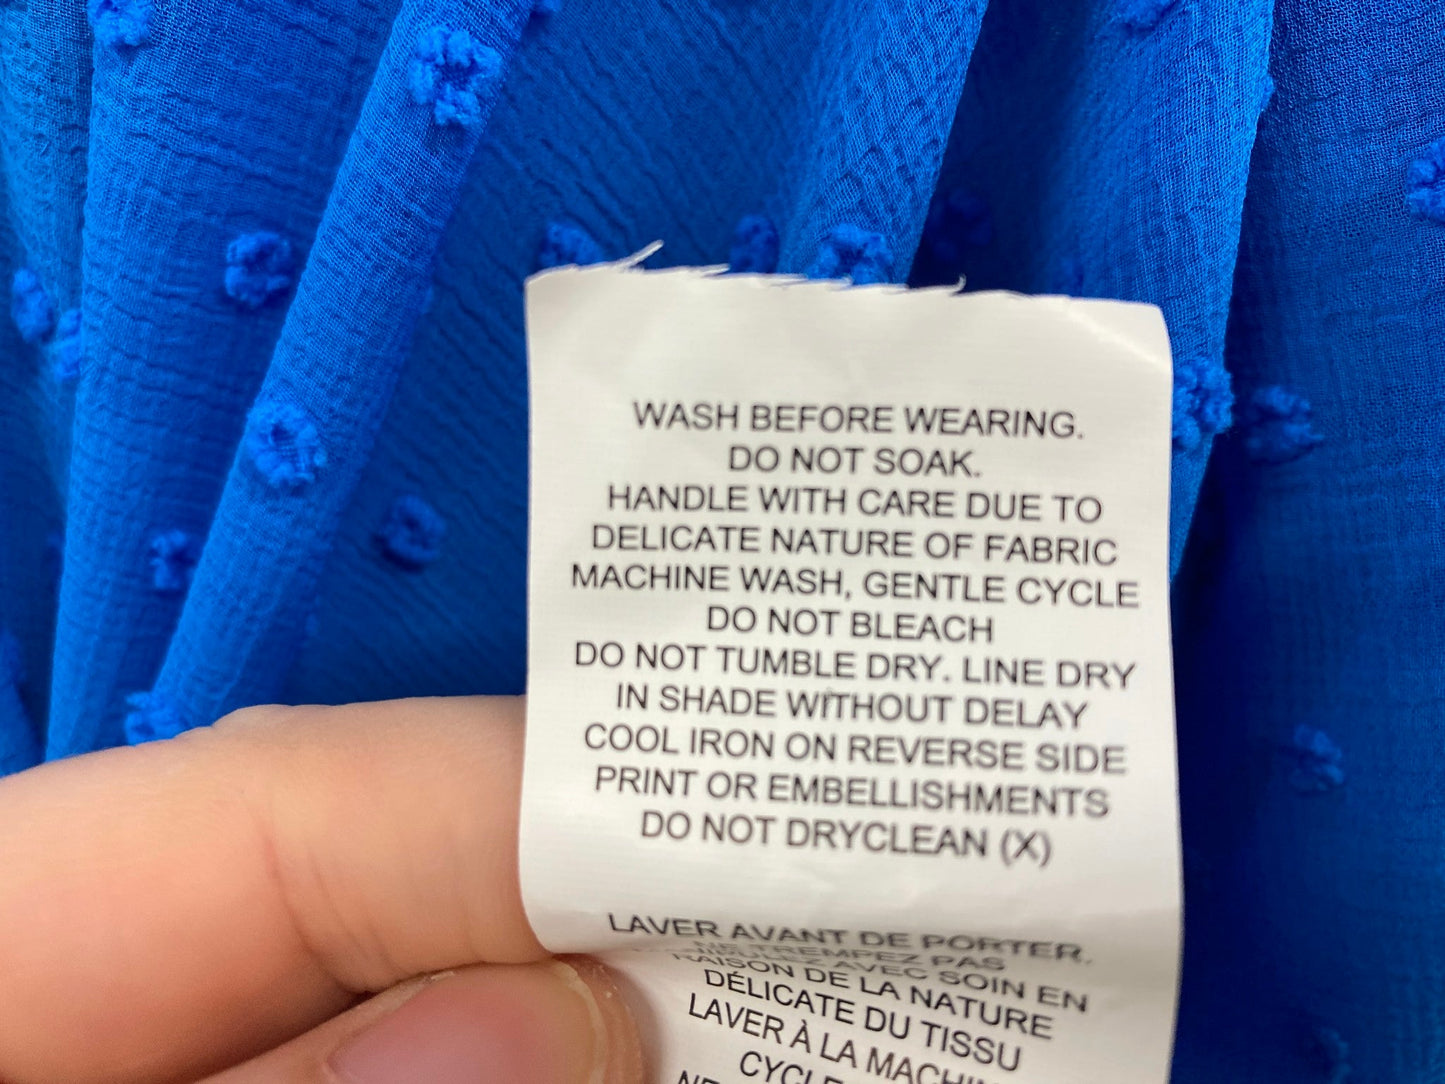 WASH BEFORE WEARING.
DO NOT SOAK.
HANDLE WITH CARE DUE TO
DELICATE NATURE OF FABRIC
MACHINE WASH, GENTLE CYCLE
DO NOT BLEACH
DO NOT TUMBLE DRY. LINE DRY
IN SHADE WITHOUT DELAY
COOL IRON ON REVERSE SIDE
PRINT OR EMBELLISHMENTS
DO NOT DRYCLEAN (X)
LAVER AVANT DE PORTER.
NE TREMPEZ PAS
AVEC SOIN EN
RAISON DE LA NATURE
DÉLICATE DU TISSU
LAVER À LA